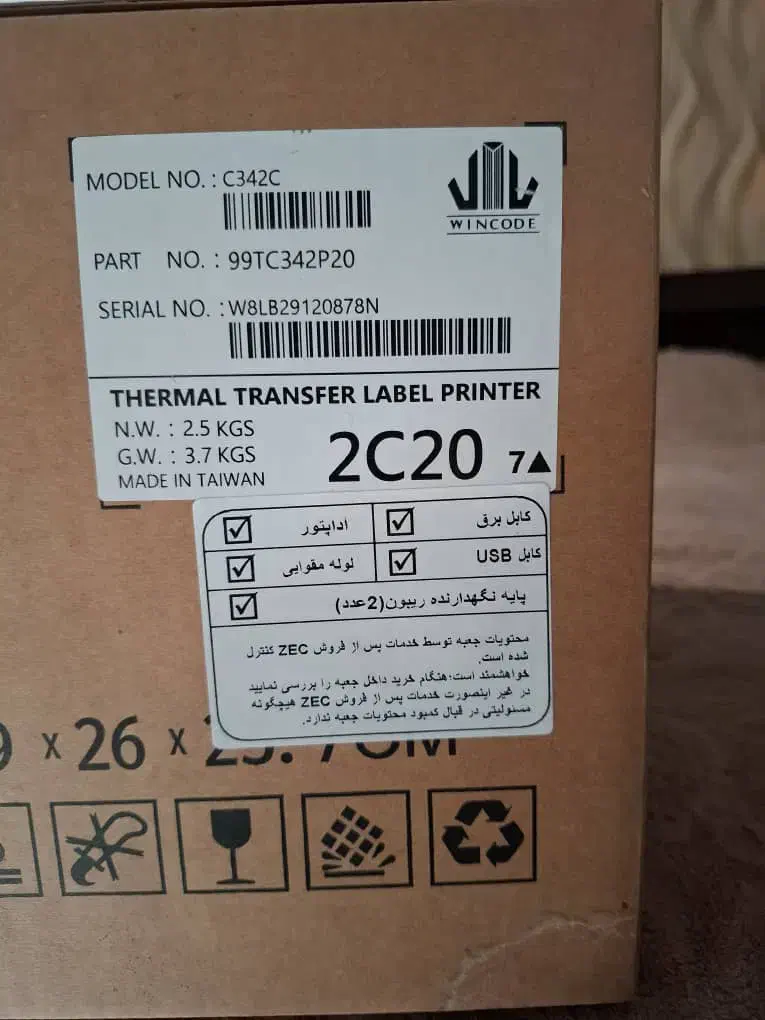 MODEL NO. : C342C
WINCODE
PART NO. : 99TC342P20
SERIAL NO. : W8LB29120878N
THERMAL TRANSFER LABEL PRINTER
N.W. : 2.5 KGS
G.W. : 3.7 KGS
MADE IN TAIWAN
2C20 7▲
کابل برق ☑ اداپتور ☑
کابل USB ☑ لوله مقوایی ☑
پایه نگهدارنده ریبون(2عدد) ☑
محتویات جعبه توسط خدمات پس از فروش ZEC کنترل
شده است.
خواهشمند است؛هنگام خرید داخل جعبه را بررسی نمایید
در غیر اینصورت خدمات پس از فروش ZEC هیچگونه
مسئولیتی در قبال کمبود محتویات جعبه ندارد.
x 26 x